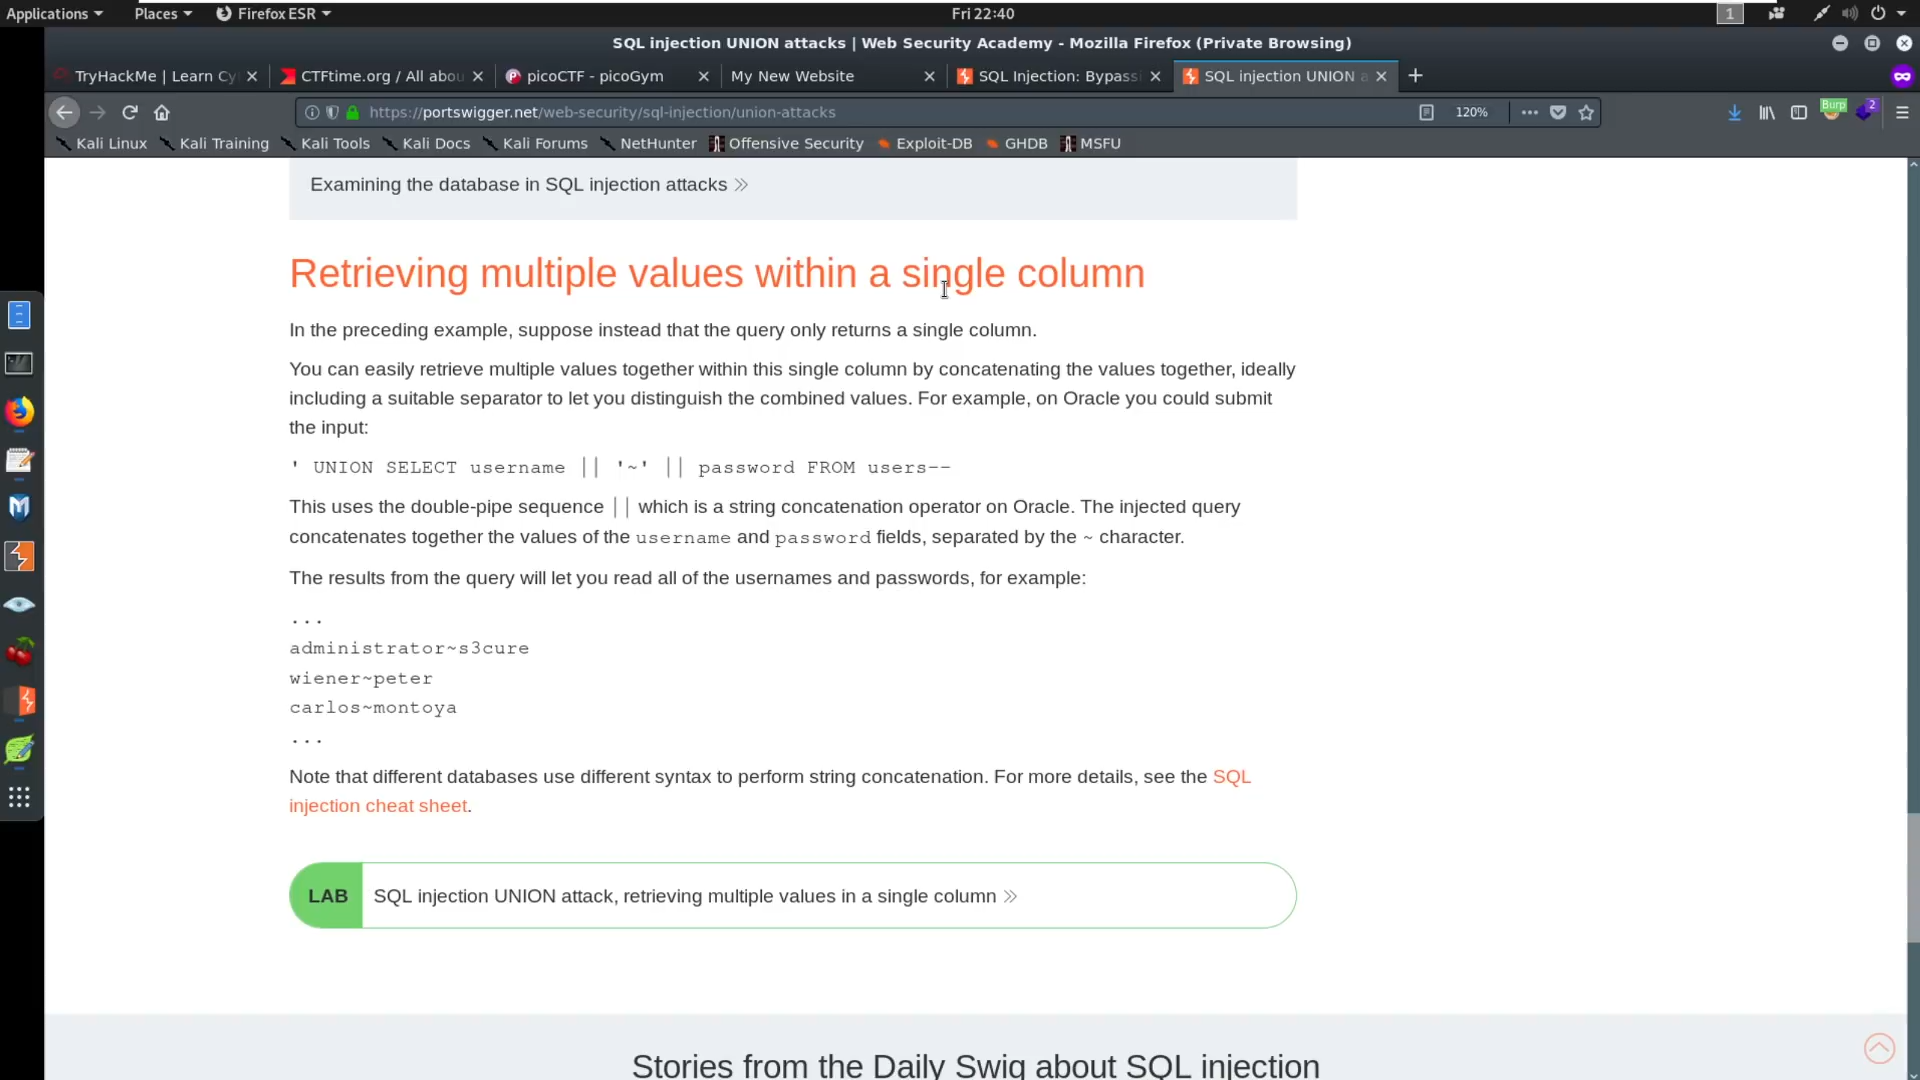 Applications Places Firefox ESR Fri 22:40 1
SQL injection UNION attacks | Web Security Academy - Mozilla Firefox (Private Browsing)
TryHackMe | Learn Cy CTFtime.org / All abou picoCTF - picoGym My New Website SQL Injection: Bypass SQL injection UNION a
https://portswigger.net/web-security/sql-injection/union-attacks 120% Burp 2
Kali Linux Kali Training Kali Tools Kali Docs Kali Forums NetHunter Offensive Security Exploit-DB GHDB MSFU
Examining the database in SQL injection attacks
Retrieving multiple values within a single column
In the preceding example, suppose instead that the query only returns a single column.
You can easily retrieve multiple values together within this single column by concatenating the values together, ideally
including a suitable separator to let you distinguish the combined values. For example, on Oracle you could submit
the input:
' UNION SELECT username || '~' || password FROM users--
This uses the double-pipe sequence || which is a string concatenation operator on Oracle. The injected query
concatenates together the values of the username and password fields, separated by the ~ character.
The results from the query will let you read all of the usernames and passwords, for example:
...
administrator~s3cure
wiener~peter
carlos~montoya
...
Note that different databases use different syntax to perform string concatenation. For more details, see the SQL
injection cheat sheet.
LAB SQL injection UNION attack, retrieving multiple values in a single column
Stories from the Daily Swig about SQL injection